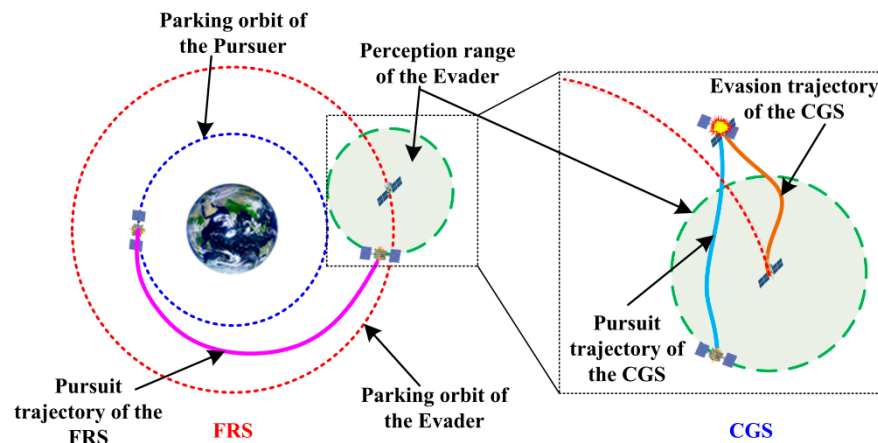 Parking orbit of
the Pursuer
Perception range
of the Evader
Evasion trajectory
of the CGS
Pursuit
trajectory of the
FRS
FRS
Parking orbit of
the Evader
Pursuit
trajectory of
the CGS
CGS